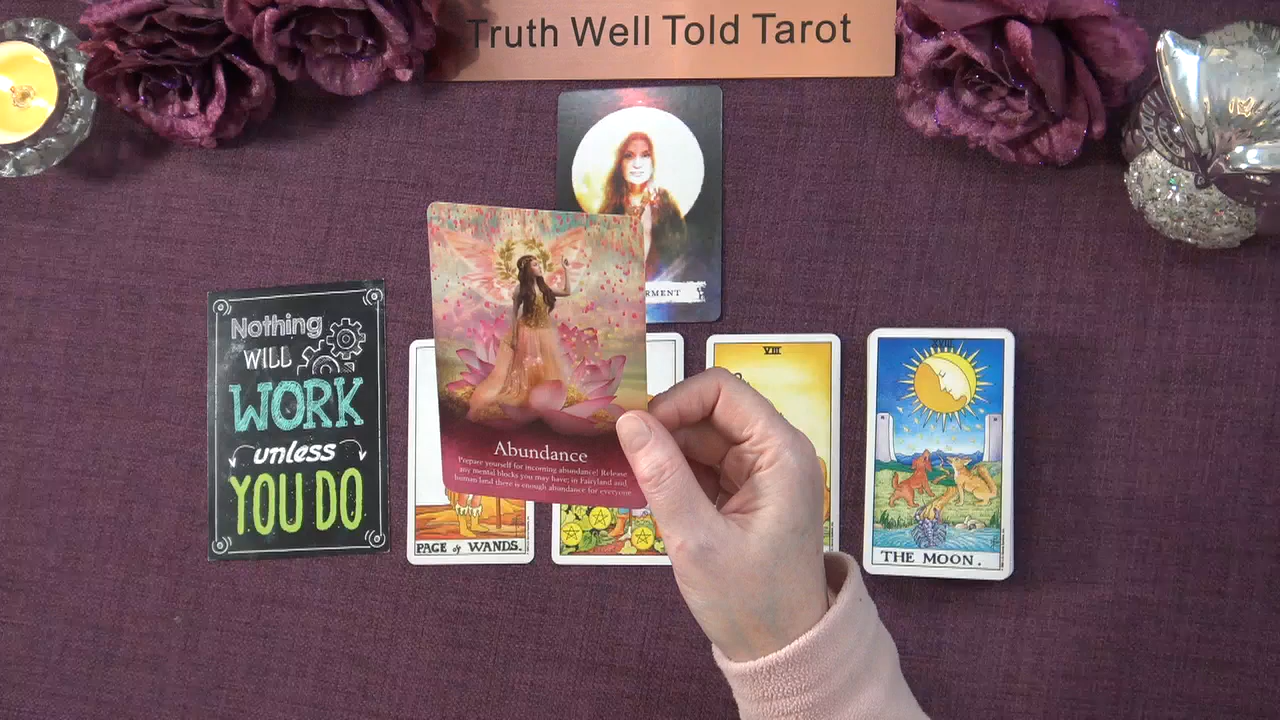 Truth Well Told Tarot
RMENT
Nothing
WILL
WORK
unless
YOU DO
Abundance
Prepare yourself for incoming abundance! Release
any mental blocks you may have; in Fairyland and
human land there is enough abundance for everyone
PAGE of WANDS.
VIII
XVIII
THE MOON.